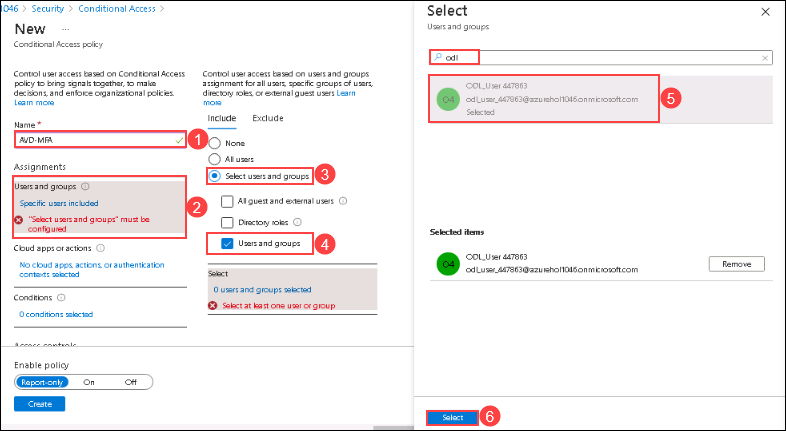 1046 > Security > Conditional Access >
New ...
Conditional Access policy
Control user access based on Conditional Access
policy to bring signals together, to make
decisions, and enforce organizational policies.
Learn more
Name *
AVD-MFA
1
Assignments
Users and groups
Specific users included
"Select users and groups" must be
configured
2
Cloud apps or actions
No cloud apps, actions, or authentication
contexts selected
Conditions
0 conditions selected
Access controls
Enable policy
Report-only On Off
Create
Control user access based on users and groups
assignment for all users, specific groups of users,
directory roles, or external guest users Learn
more
Include Exclude
None
All users
Select users and groups
3
All guest and external users
Directory roles
Users and groups
4
Select
0 users and groups selected
Select at least one user or group
Select
Users and groups
odl
O4
ODL_User 447863
odl_user_447863@azurehol1046.onmicrosoft.com
Selected
5
Selected items
O4
ODL_User 447863
odl_user_447863@azurehol1046.onmicrosoft.com
Remove
Select
6